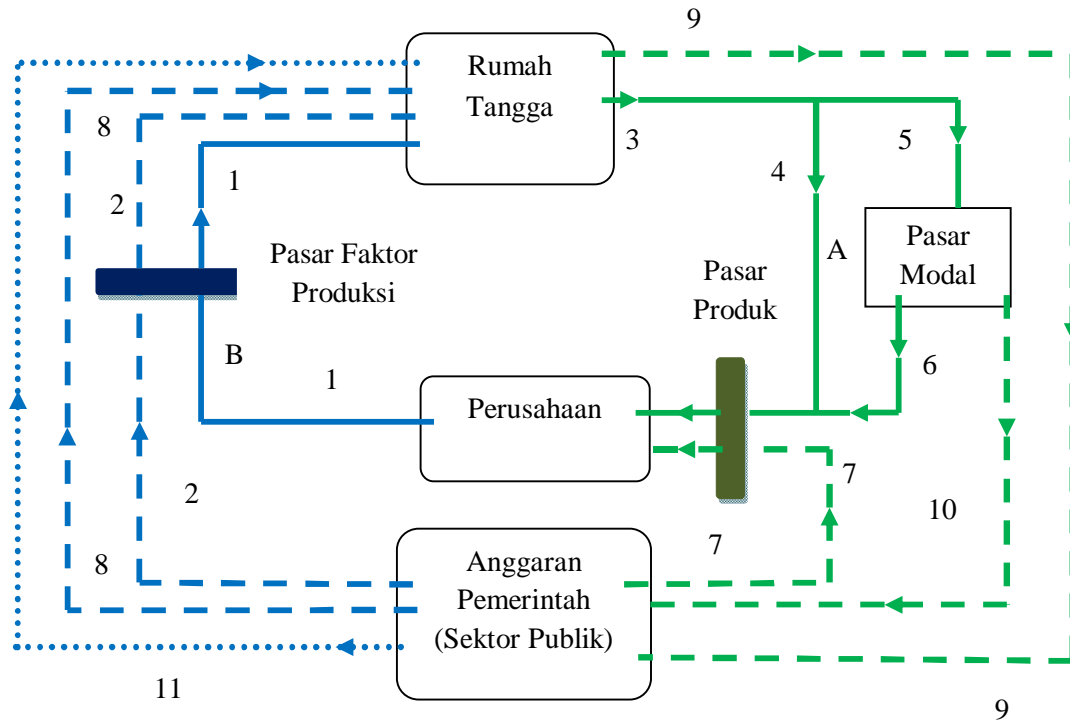 9
Rumah
Tangga
8
3
5
4
1
2
Pasar Faktor
Produksi
Pasar
Produk
A
Pasar
Modal
B
1
6
Perusahaan
2
7
10
7
8
Anggaran
Pemerintah
(Sektor Publik)
11
9